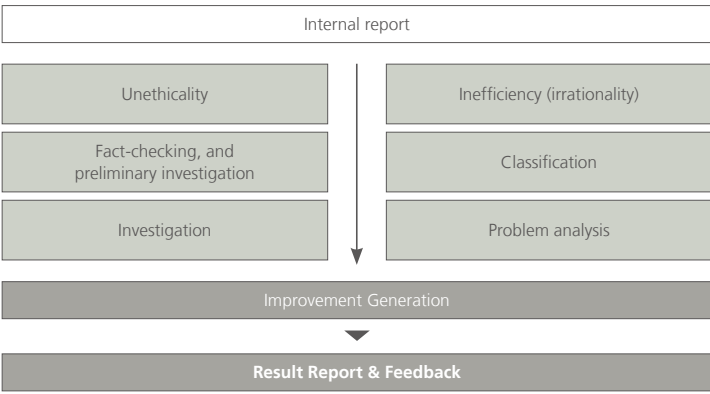 Internal report
Unethicality
Inefficiency (irrationality)
Fact-checking, and
preliminary investigation
Classification
Investigation
Problem analysis
Improvement Generation
Result Report & Feedback